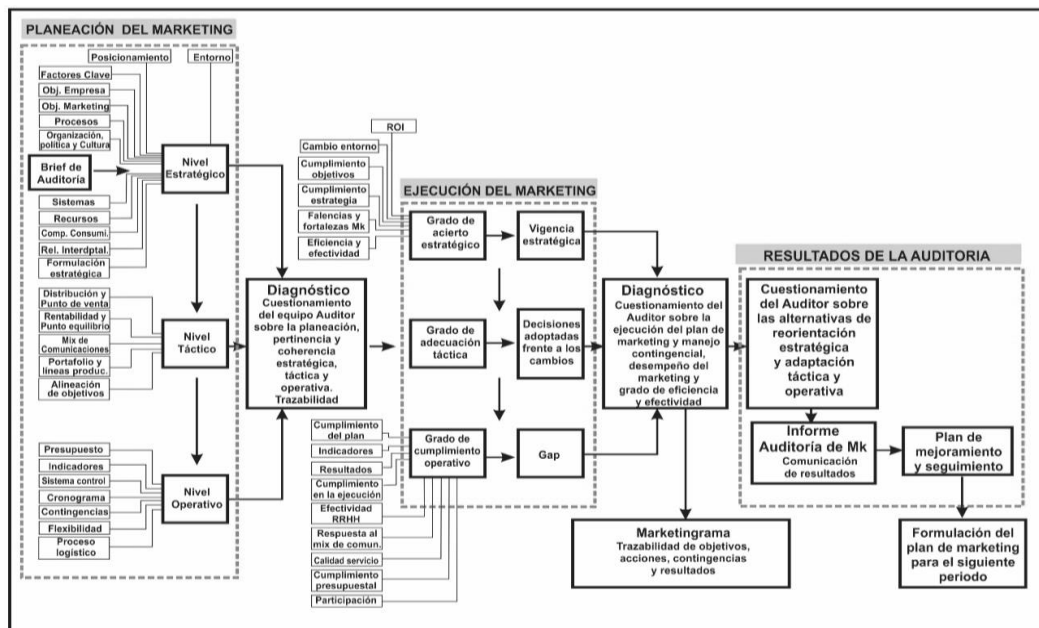 PLANEACIÓN DEL MARKETING
Posicionamiento
Entorno
Factores Clave
Obj. Empresa
Obj. Marketing
Procesos
Organización,
política y Cultura
Brief de
Auditoría
Nivel
Estratégico
Sistemas
Recursos
Comp. Consumi.
Rel. Interdptal.
Formulación
estratégica
Distribución y
Punto de venta
Rentabilidad y
Punto equilibrio
Mix de
Comunicaciones
Portafolio y
líneas produc.
Alineación
de objetivos
Nivel
Táctico
Presupuesto
Indicadores
Sistema control
Cronograma
Contingencias
Flexibilidad
Proceso
logístico
Nivel
Operativo
Diagnóstico
Cuestionamiento
del equipo Auditor
sobre la planeación,
pertinencia y
coherencia
estratégica,
táctica y
operativa.
Trazabilidad
ROI
Cambio entorno
Cumplimiento
objetivos
Cumplimiento
estrategia
Falencias y
fortalezas Mk
Eficiencia y
efectividad
EJECUCIÓN DEL MARKETING
Grado de
acierto
estratégico
Vigencia
estratégica
Grado de
adecuación
táctica
Decisiones
adoptadas
frente a los
cambios
Grado de
cumplimiento
operativo
Gap
Cumplimiento
del plan
Indicadores
Resultados
Cumplimiento
en la ejecución
Efectividad
RRHH
Respuesta al
mix de comun.
Calidad servicio
Cumplimiento
presupuestal
Participación
Diagnóstico
Cuestionamiento del
Auditor sobre la
ejecución del plan de
marketing y manejo
contingencial,
desempeño del
marketing y
grado de eficiencia
y efectividad
Marketingrama
Trazabilidad de objetivos,
acciones, contingencias
y resultados
RESULTADOS DE LA AUDITORIA
Cuestionamiento
del Auditor sobre
las alternativas de
reorientación
estratégica
y adaptación
táctica y
operativa
Informe
Auditoría de Mk
Comunicación
de resultados
Plan de
mejoramiento
y seguimiento
Formulación del
plan de marketing
para el siguiente
periodo